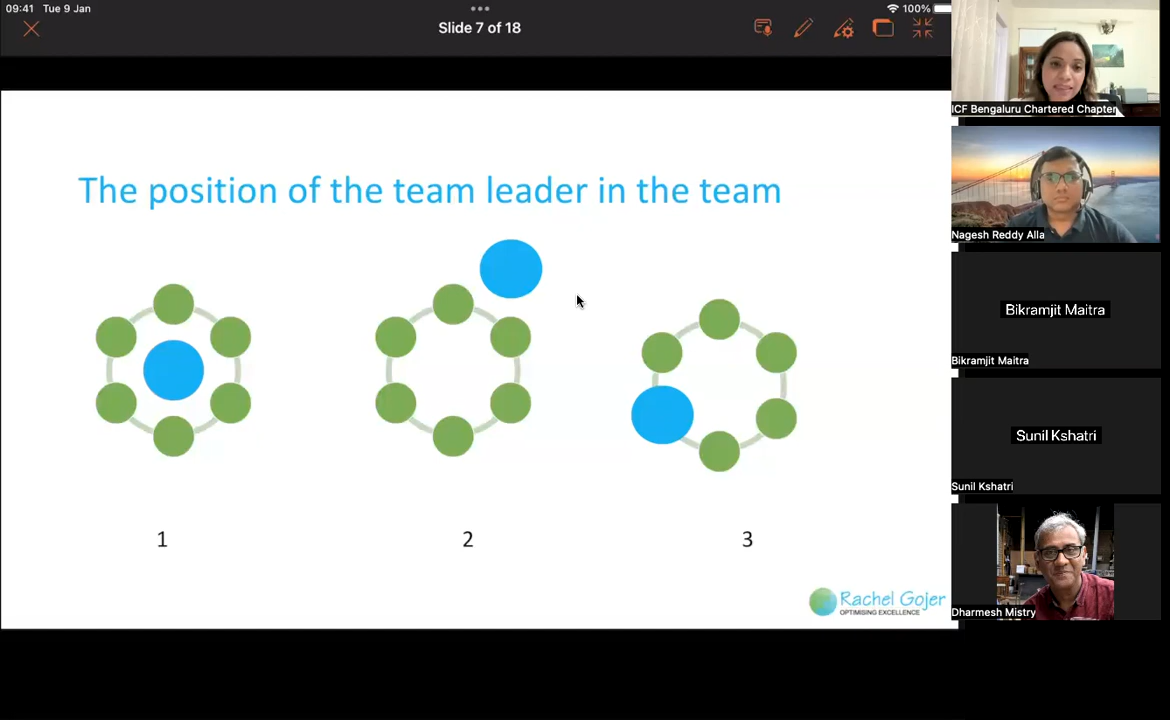 09:41 Tue 9 Jan
100%
Slide 7 of 18
The position of the team leader in the team
1
2
3
Rachel Gojer
OPTIMISING EXCELLENCE
ICF Bengaluru Chartered Chapter
Nagesh Reddy Alla
Bikramjit Maitra
Bikramjit Maitra
Sunil Kshatri
Sunil Kshatri
Dharmesh Mistry